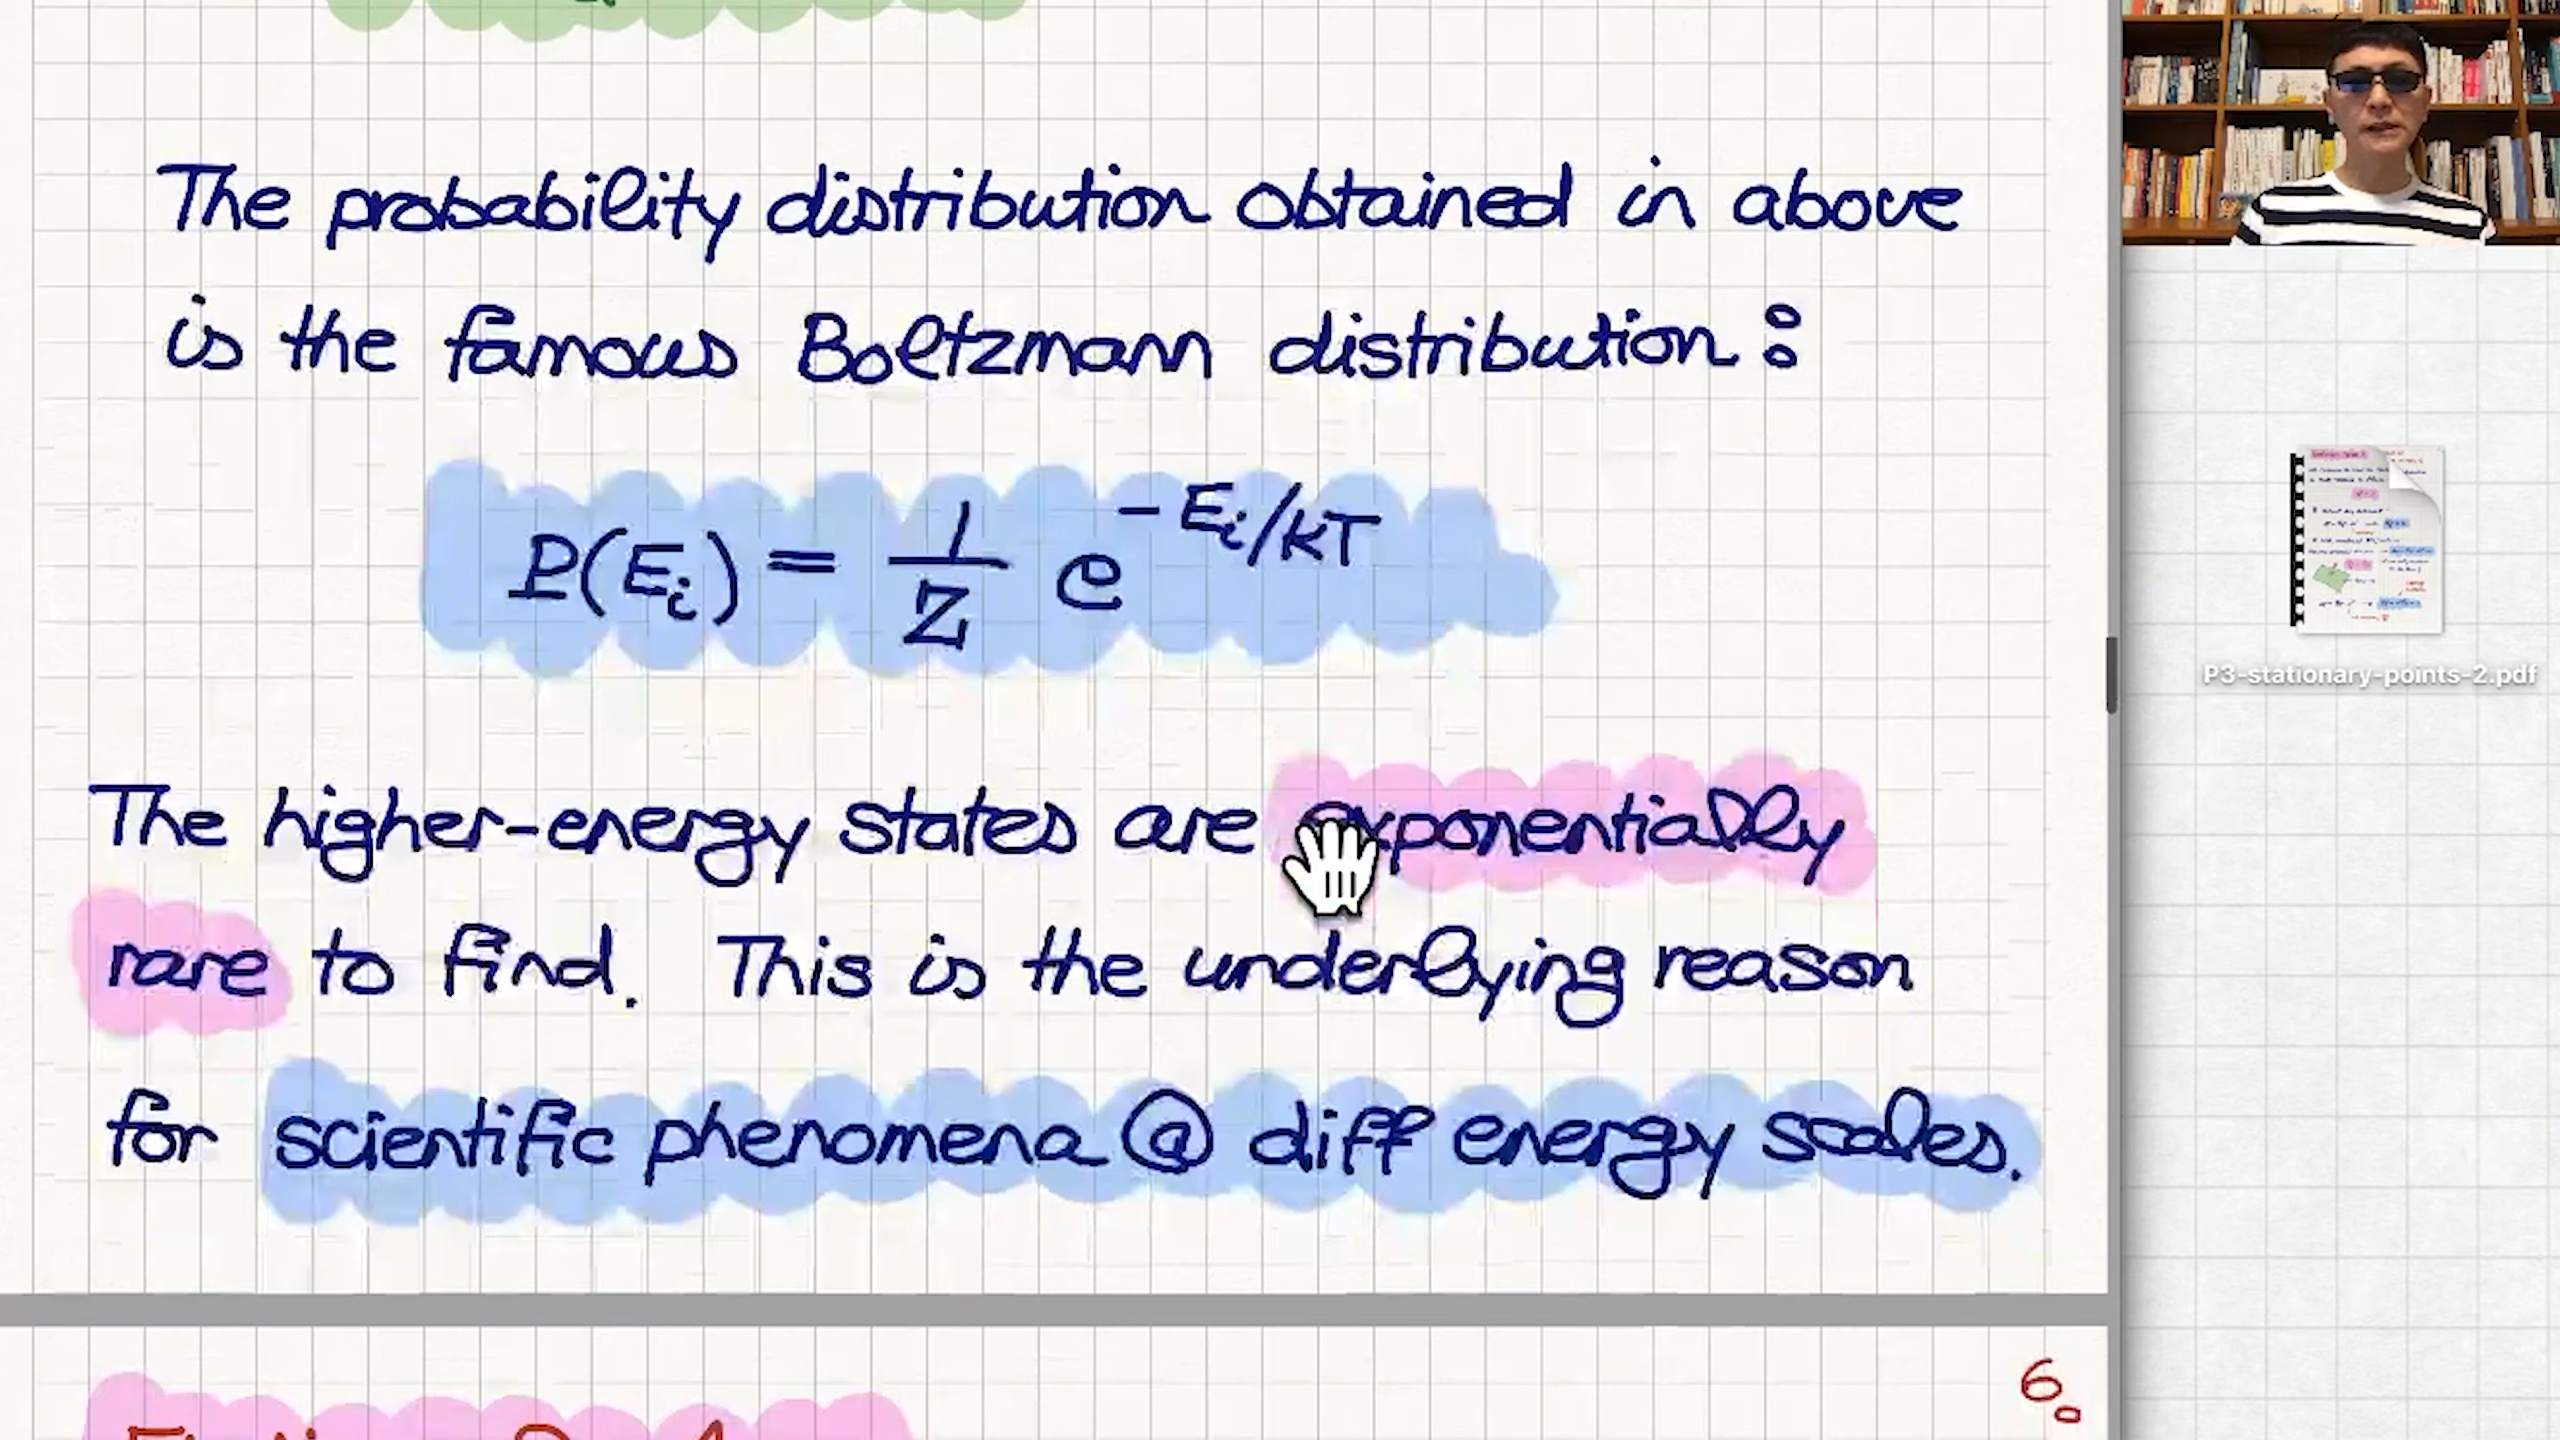 The probability distribution obtained in above
is the famous Boltzmann distribution:
P(E_i) = 1/Z e^{-E_i/kT}
The higher-energy states are exponentially
rare to find. This is the underlying reason
for scientific phenomena @ diff energy scales.
P3-stationary-points-2.pdf
6.